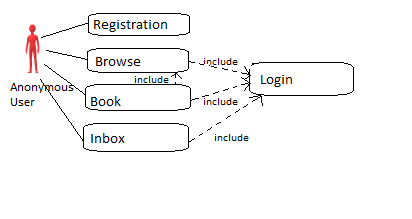 Registration
Browse
include
include
Login
Anonymous
User
Book
include
Inbox
include